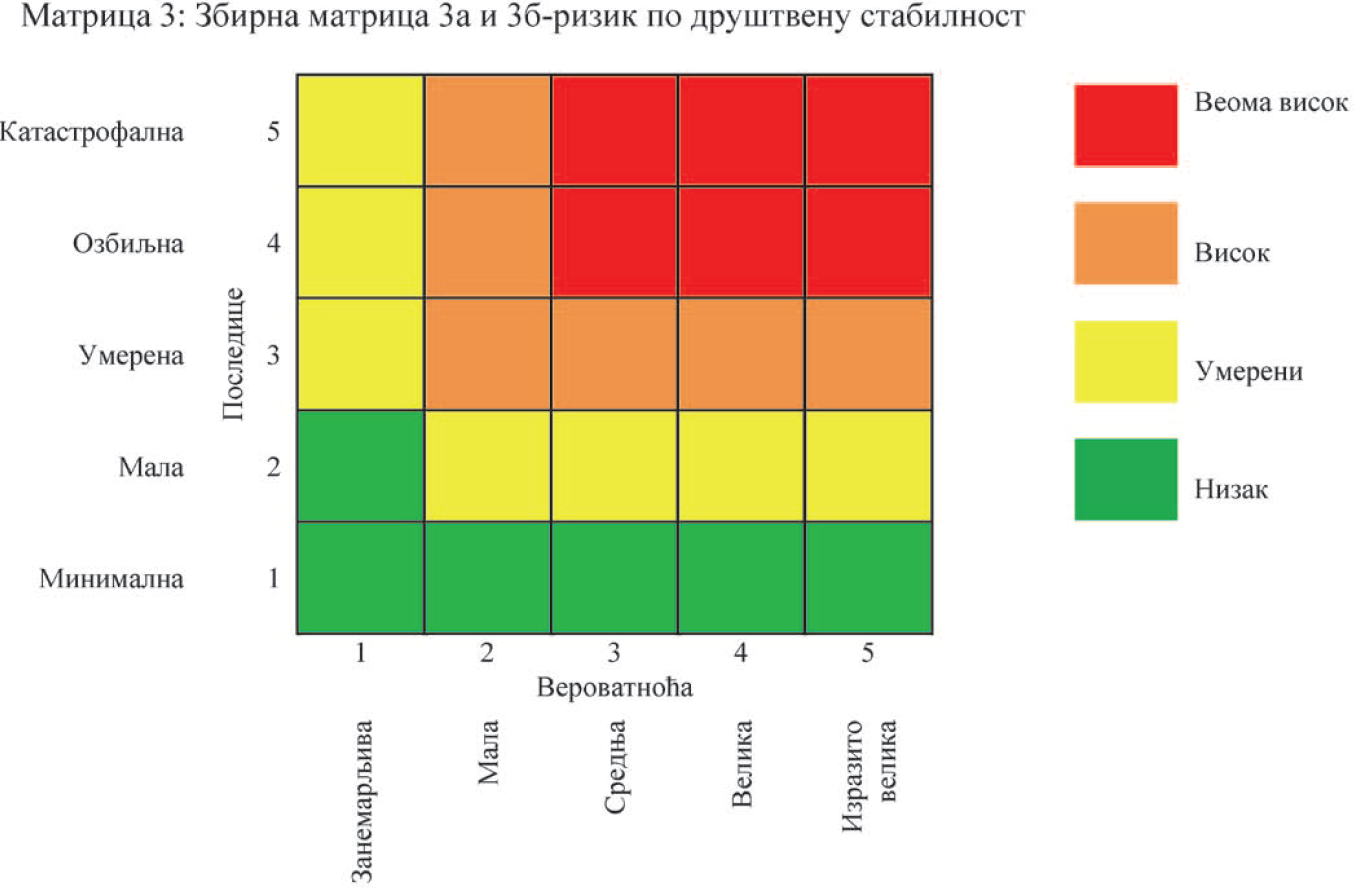 Матрица 3: Збирна матрица 3а и 3б-ризик по друштвену стабилност
Катастрофална 5
Озбиљна 4
Умерена 3
Мала 2
Минимална 1
Последице
1 2 3 4 5
Вероватноћа
Занемарљива
Мала
Средња
Велика
Изразито
велика
Веома висок
Висок
Умерени
Низак